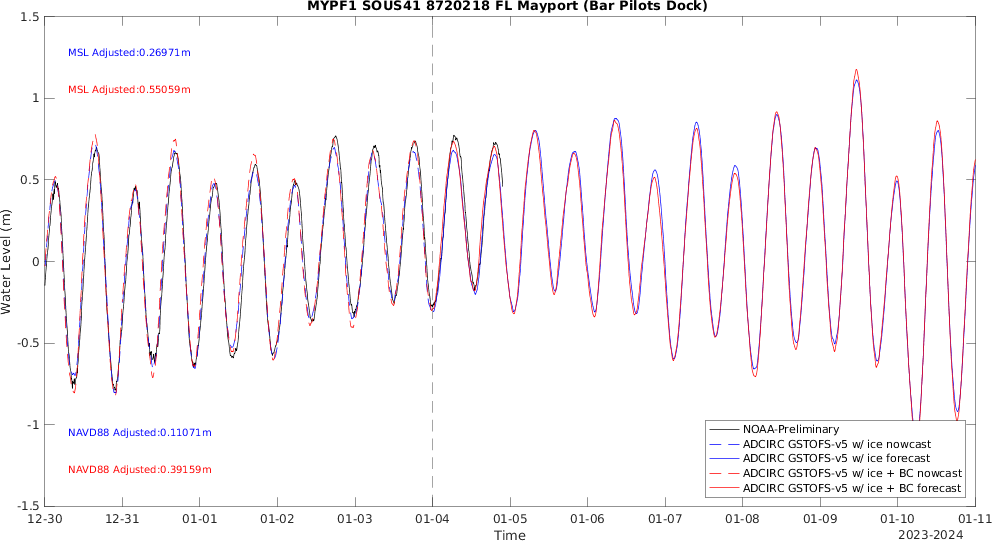 MYPF1 SOUS41 8720218 FL Mayport (Bar Pilots Dock)
1.5
1
0.5
0
-0.5
-1
-1.5
Water Level (m)
MSL Adjusted:0.26971m
MSL Adjusted:0.55059m
NAVD88 Adjusted:0.11071m
NAVD88 Adjusted:0.39159m
NOAA-Preliminary
ADCIRC GSTOFS-v5 w/ ice nowcast
ADCIRC GSTOFS-v5 w/ ice forecast
ADCIRC GSTOFS-v5 w/ ice + BC nowcast
ADCIRC GSTOFS-v5 w/ ice + BC forecast
12-30 12-31 01-01 01-02 01-03 01-04 01-05 01-06 01-07 01-08 01-09 01-10 01-11
Time
2023-2024